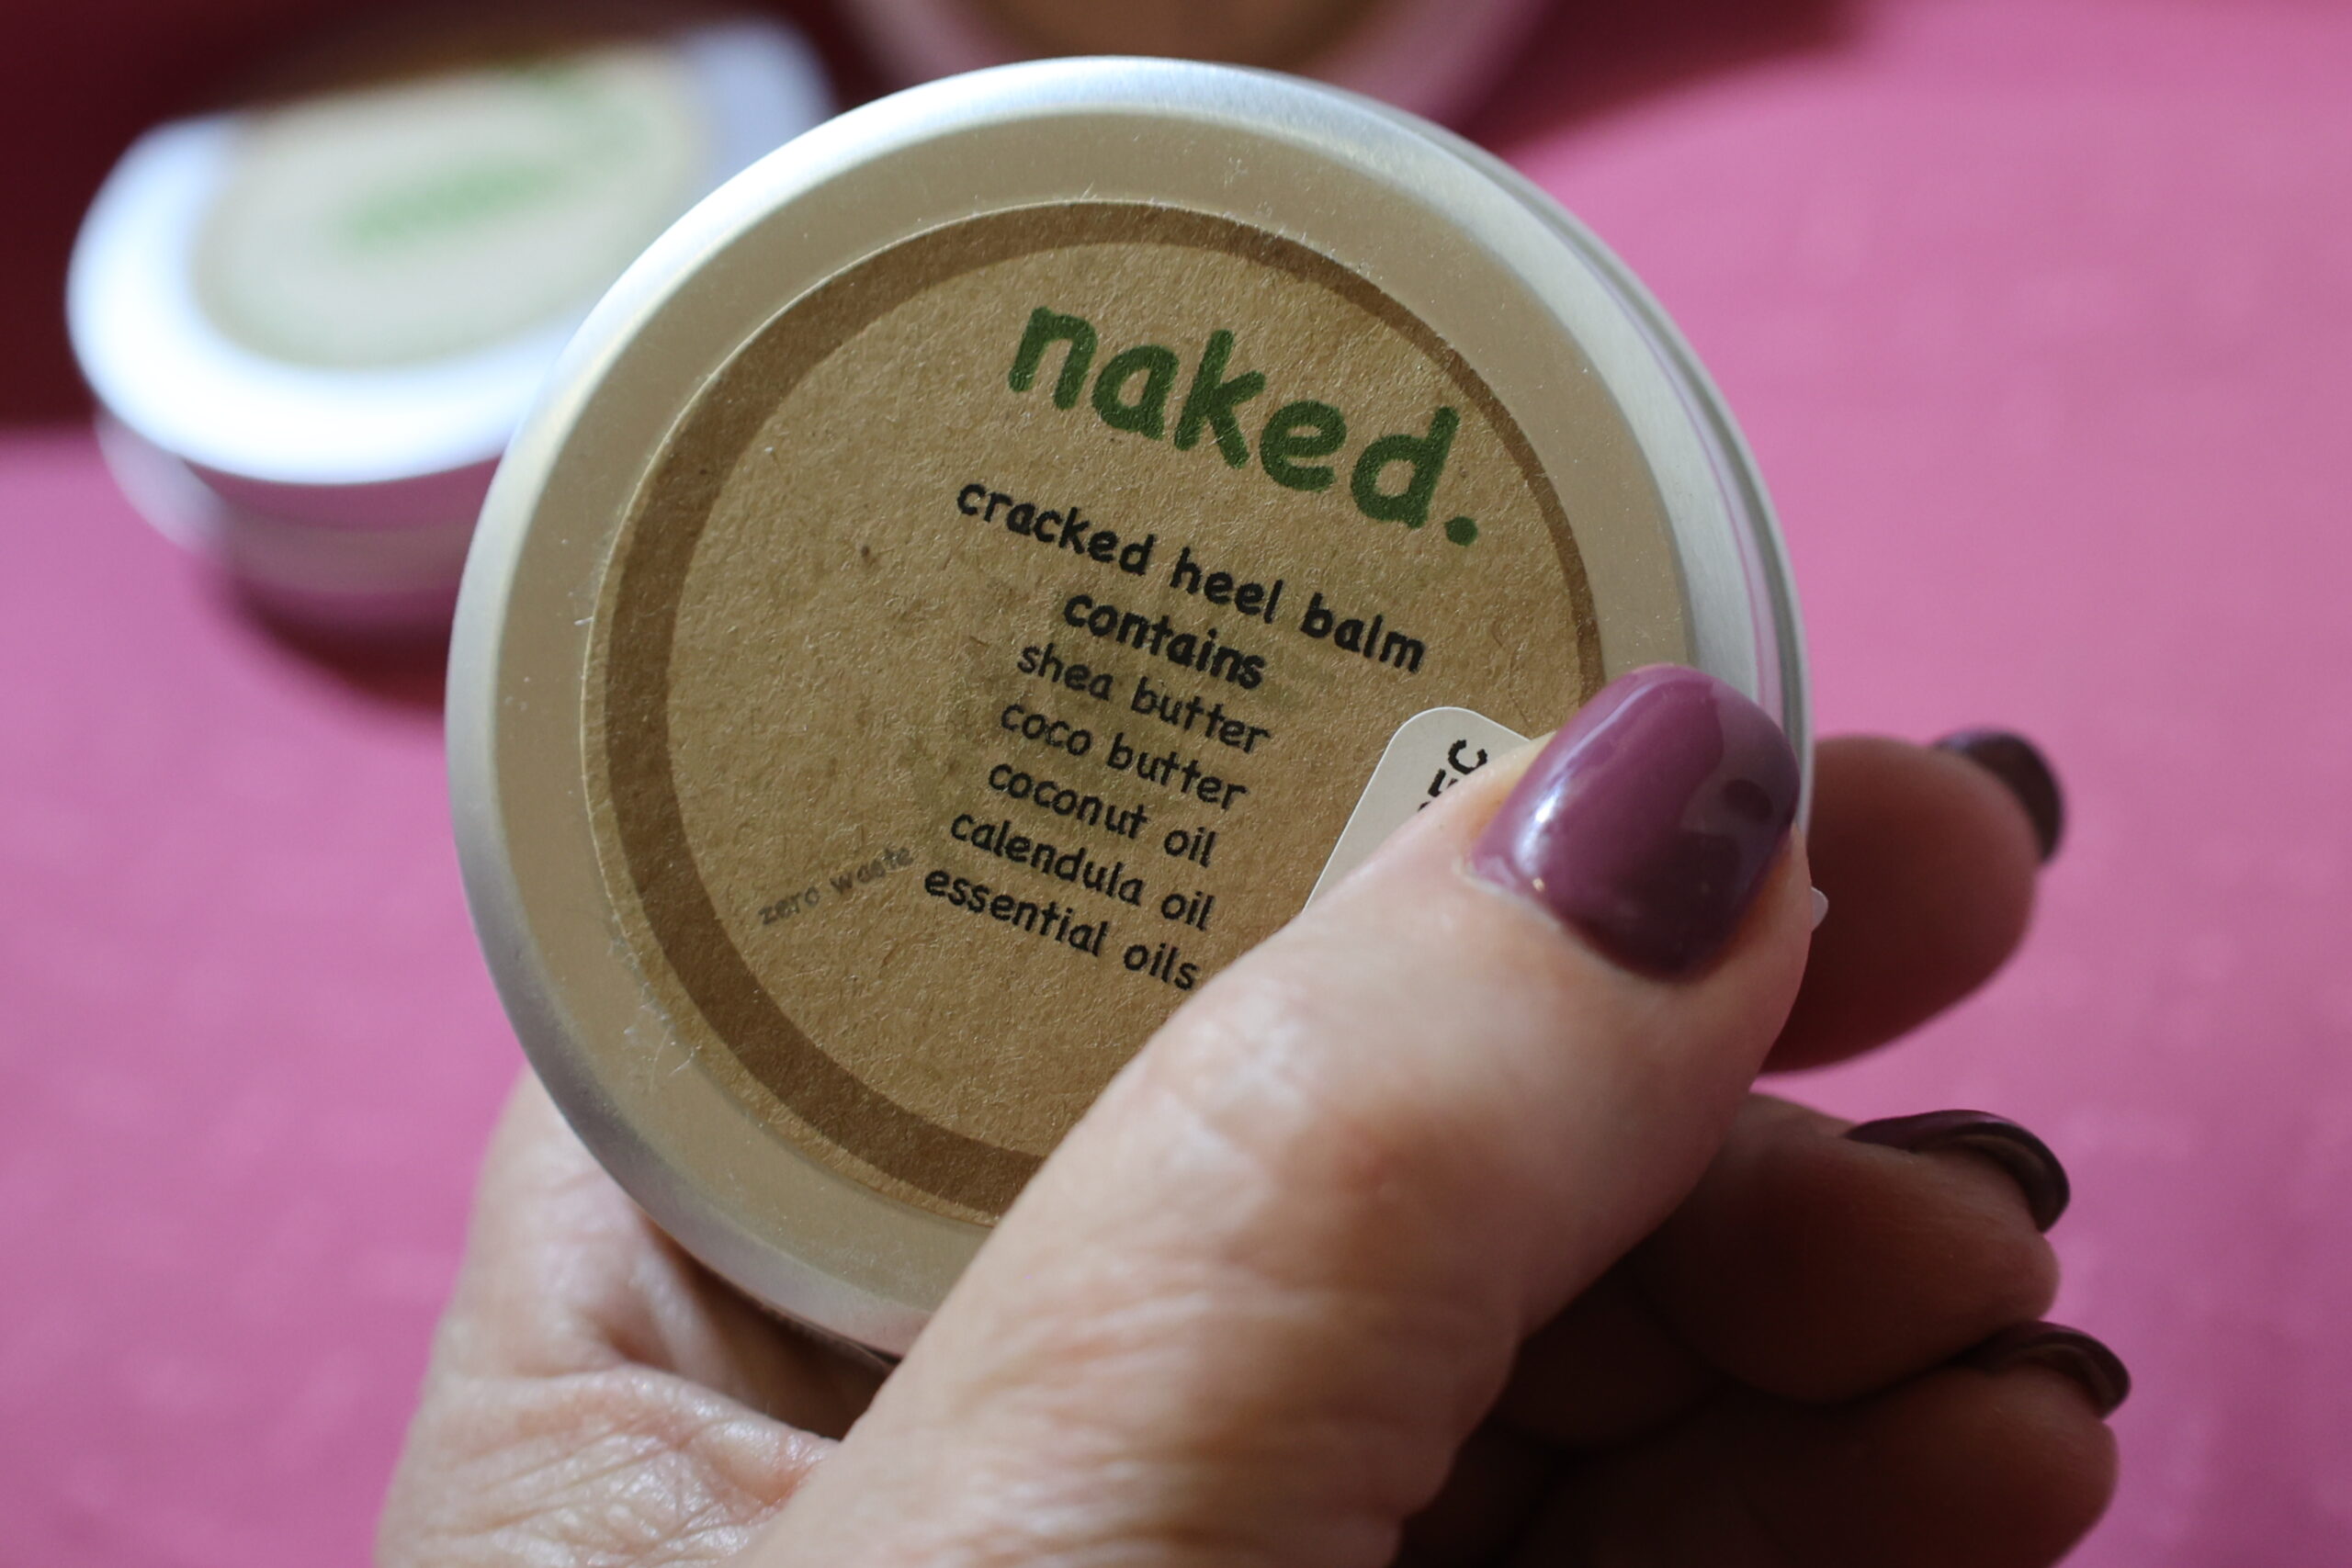 naked.
cracked heel balm
contains
shea butter
coco butter
coconut oil
calendula oil
essential oils
zero waste